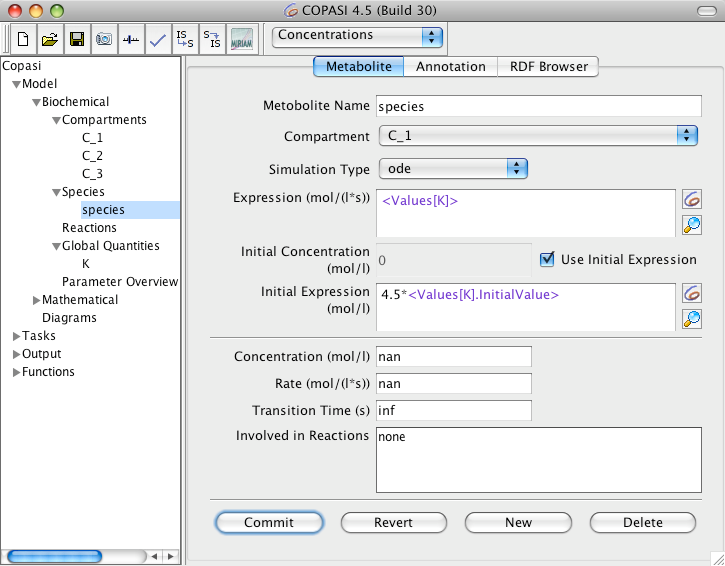 COPASI 4.5 (Build 30)
IS S
S IS
MIRIAM
Concentrations
Copasi
Model
Biochemical
Compartments
C_1
C_2
C_3
Species
species
Reactions
Global Quantities
K
Parameter Overview
Mathematical
Diagrams
Tasks
Output
Functions
Metabolite Annotation RDF Browser
Metobolite Name species
Compartment C_1
Simulation Type ode
Expression (mol/(l*s)) <Values[K]>
Initial Concentration
(mol/l) 0 Use Initial Expression
Initial Expression
(mol/l) 4.5*<Values[K].InitialValue>
Concentration (mol/l) nan
Rate (mol/(l*s)) nan
Transition Time (s) inf
Involved in Reactions none
Commit Revert New Delete